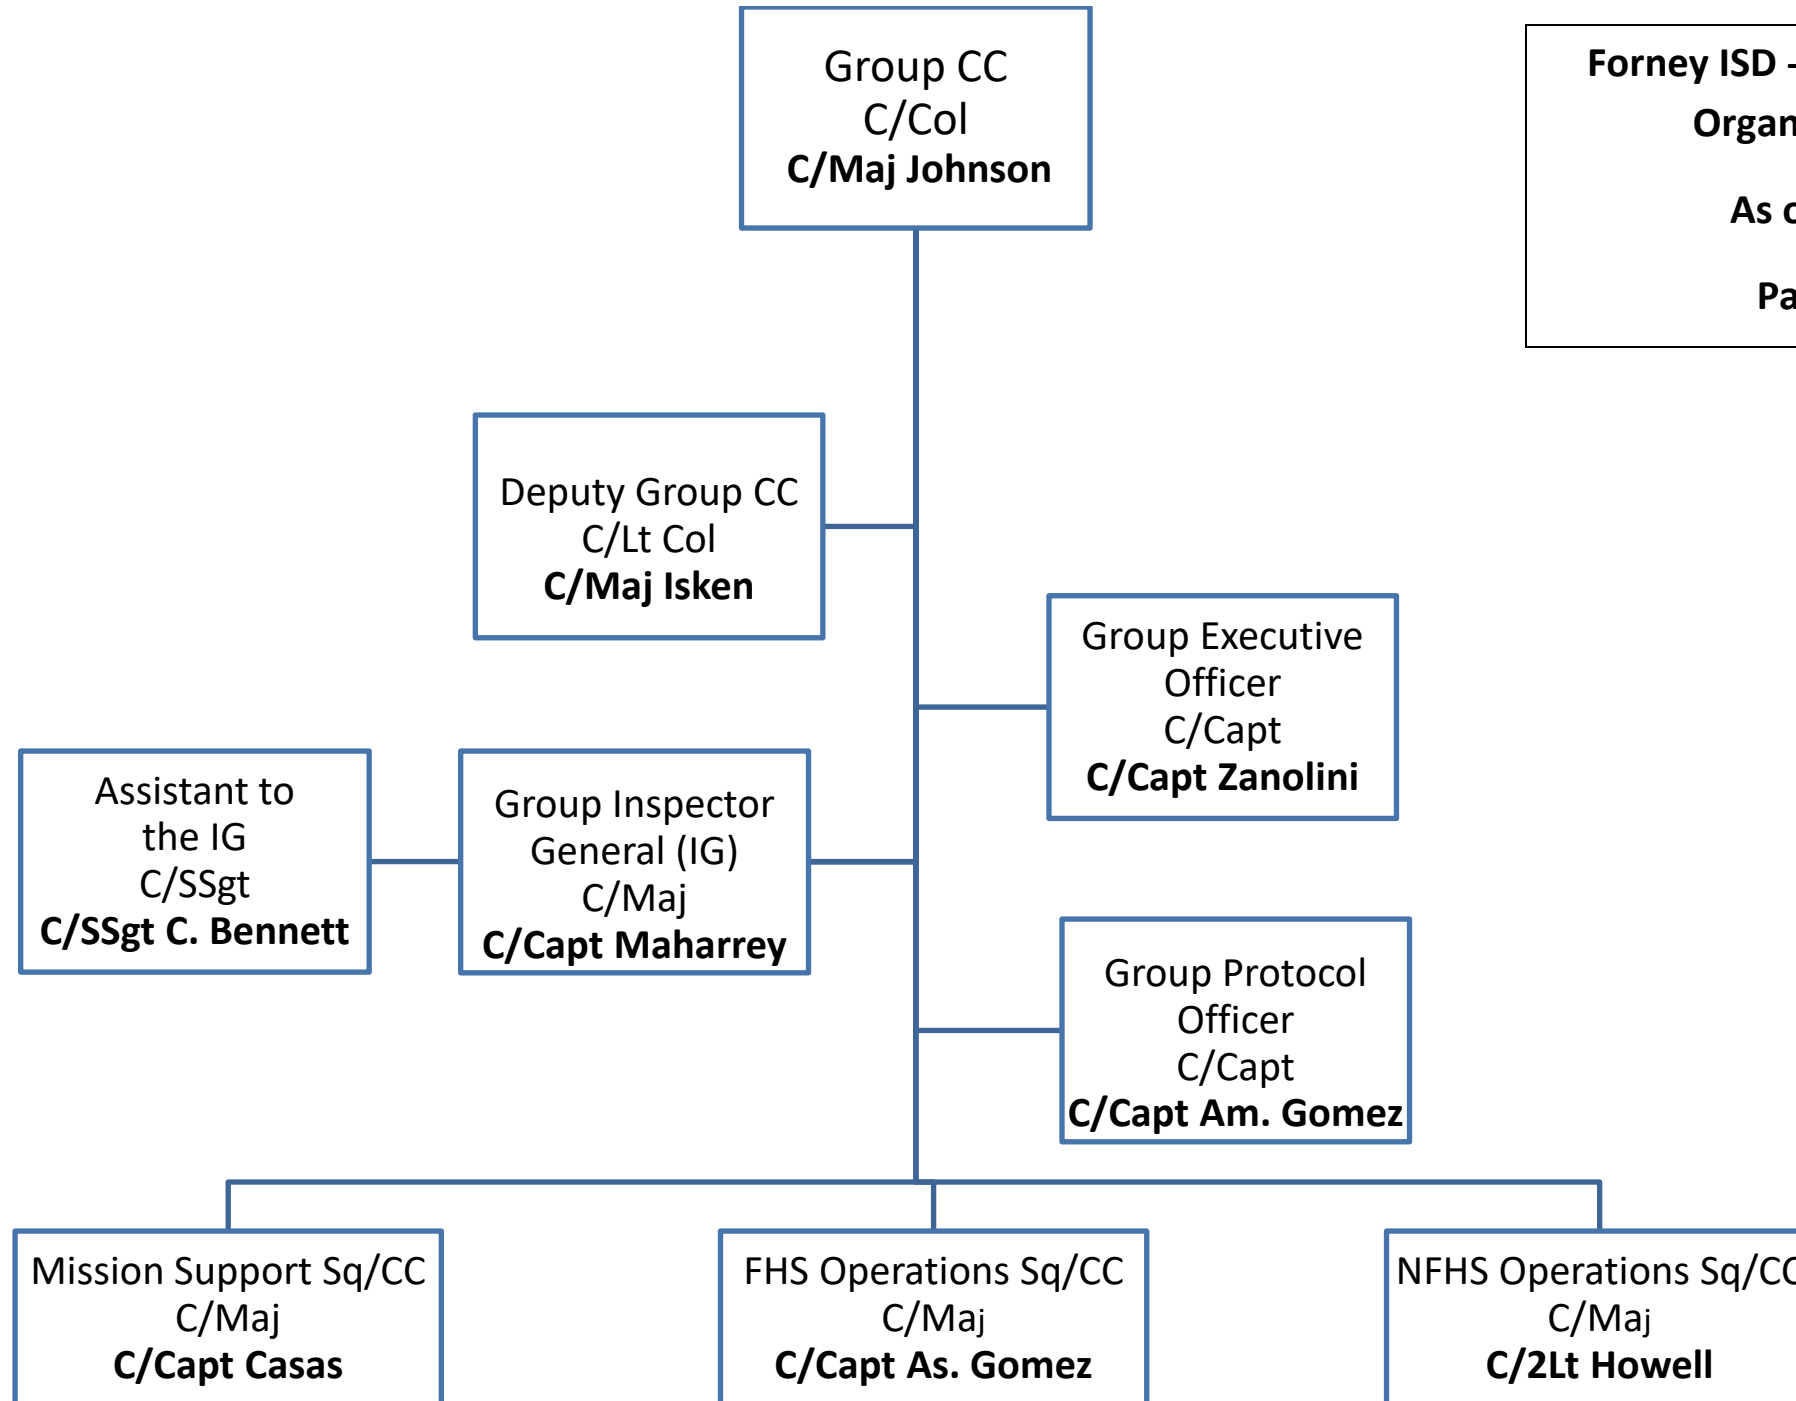 Group CC
C/Col
C/Maj Johnson
Forney ISD -
Deputy Group CC
C/Lt Col
C/Maj Isken
Group Executive
Officer
C/Capt
C/Capt Zanolini
Assistant to
the IG
C/SSgt
C/SSgt C. Bennett
Group Inspector
General (IG)
C/Maj
C/Capt Maharrey
Group Protocol
Officer
C/Capt
C/Capt Am. Gomez
Mission Support Sq/CC
C/Maj
C/Capt Casas
FHS Operations Sq/CC
C/Maj
C/Capt As. Gomez
NFHS Operations Sq/CC
C/Maj
C/2Lt Howell